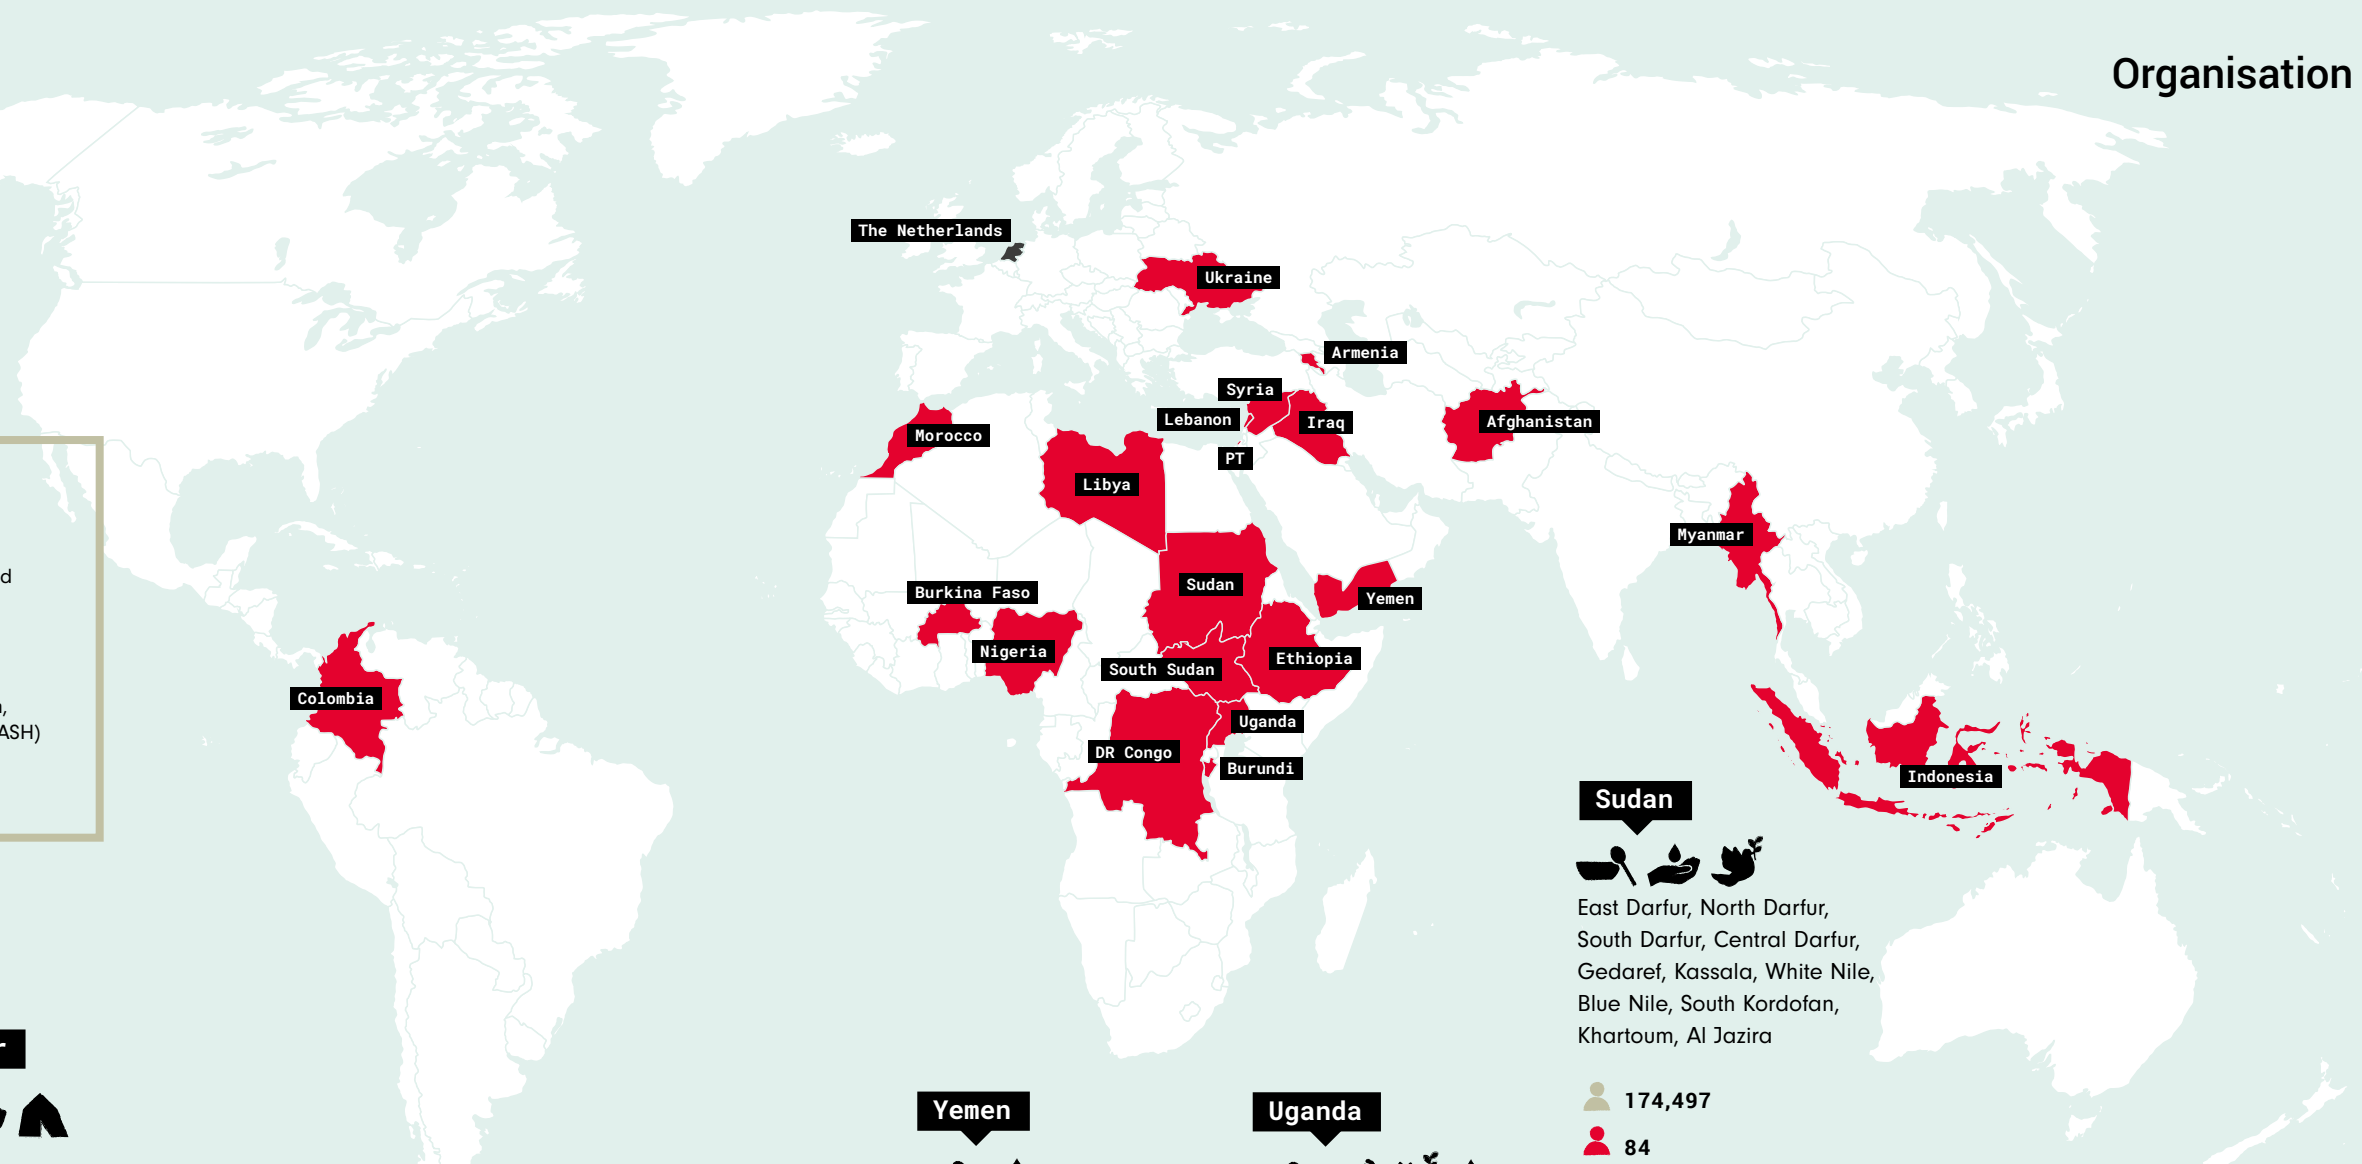 Organisation
The Netherlands
Ukraine
Armenia
Syria
Lebanon
Iraq
Afghanistan
Morocco
PT
Libya
Myanmar
Sudan
Burkina Faso
Yemen
Nigeria
South Sudan
Ethiopia
Colombia
Uganda
DR Congo
Burundi
Indonesia
d
,
ASH)
r
Sudan
East Darfur, North Darfur,
South Darfur, Central Darfur,
Gedaref, Kassala, White Nile,
Blue Nile, South Kordofan,
Khartoum, Al Jazira
174,497
84
Yemen
Uganda